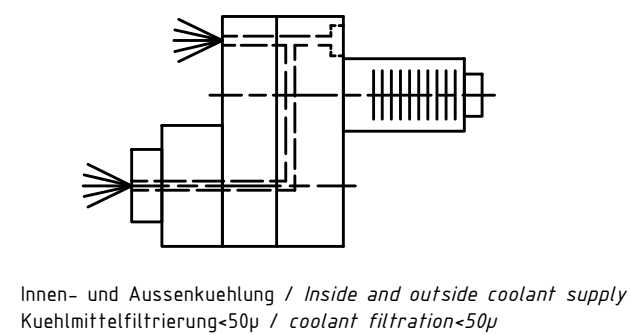 Innen- und Aussenkuehlung / Inside and outside coolant supply
Kuehlmittelfiltrierung<50µ / coolant filtration<50µ